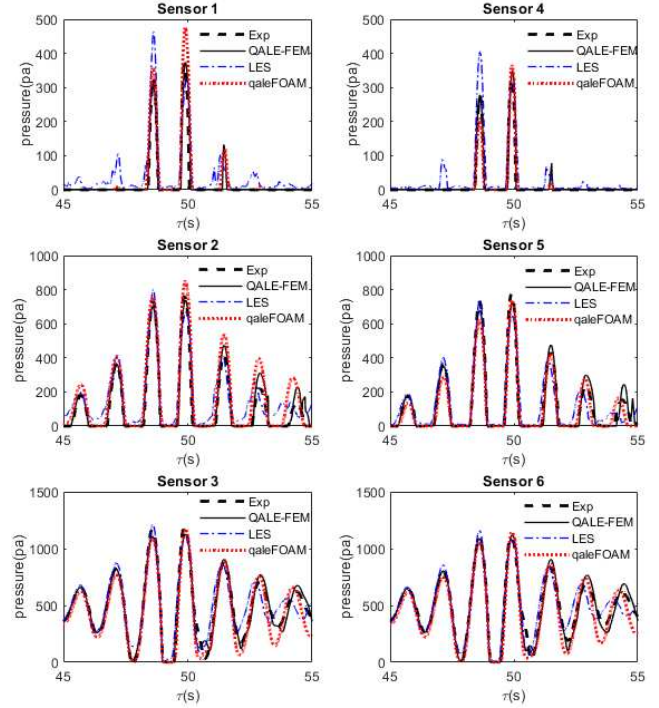 Sensor 1
500
400
300
200
100
0
pressure(pa)
45
50
55
τ(s)
Exp
QALE-FEM
LES
qaleFOAM
Sensor 4
500
400
300
200
100
0
pressure(pa)
45
50
55
τ(s)
Exp
QALE-FEM
LES
qaleFOAM
Sensor 2
1000
800
600
400
200
0
pressure(pa)
45
50
55
τ(s)
Exp
QALE-FEM
LES
qaleFOAM
Sensor 5
1000
800
600
400
200
0
pressure(pa)
45
50
55
τ(s)
Exp
QALE-FEM
LES
qaleFOAM
Sensor 3
1500
1000
500
0
pressure(pa)
45
50
55
τ(s)
Exp
QALE-FEM
LES
qaleFOAM
Sensor 6
1500
1000
500
0
pressure(pa)
45
50
55
τ(s)
Exp
QALE-FEM
LES
qaleFOAM